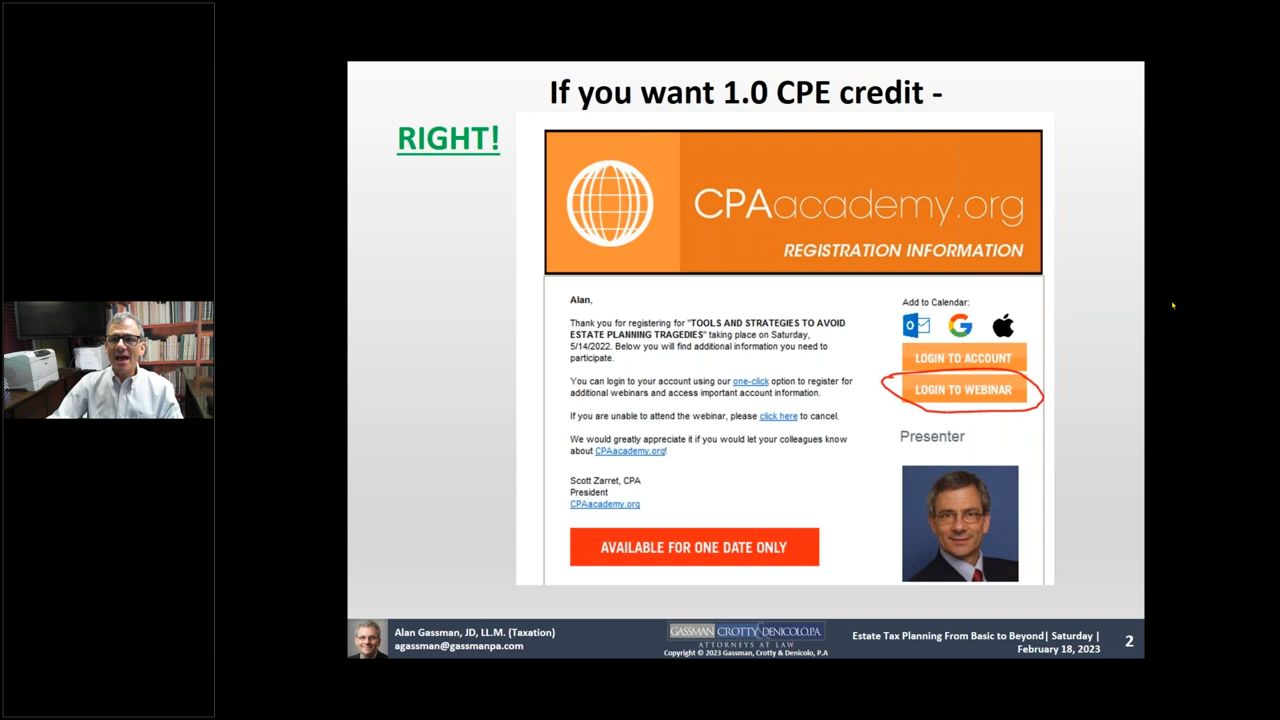 If you want 1.0 CPE credit -
RIGHT!
CPAacademy.org
REGISTRATION INFORMATION
Alan,
Thank you for registering for "TOOLS AND STRATEGIES TO AVOID
ESTATE PLANNING TRAGEDIES" taking place on Saturday,
5/14/2022. Below you will find additional information you need to
participate.
You can login to your account using our one-click option to register for
additional webinars and access important account information.
If you are unable to attend the webinar, please click here to cancel.
We would greatly appreciate it if you would let your colleagues know
about CPAacademy.org!
Scott Zarret, CPA
President
CPAacademy.org
AVAILABLE FOR ONE DATE ONLY
Add to Calendar:
LOGIN TO ACCOUNT
LOGIN TO WEBINAR
Presenter
Alan Gassman, JD, LL.M. (Taxation)
agassman@gassmanpa.com
GASSMAN CROTTY & DENICOLO, P.A.
ATTORNEYS AT LAW
Copyright © 2023 Gassman, Crotty & Denicolo, P.A
Estate Tax Planning From Basic to Beyond| Saturday |
February 18, 2023
2